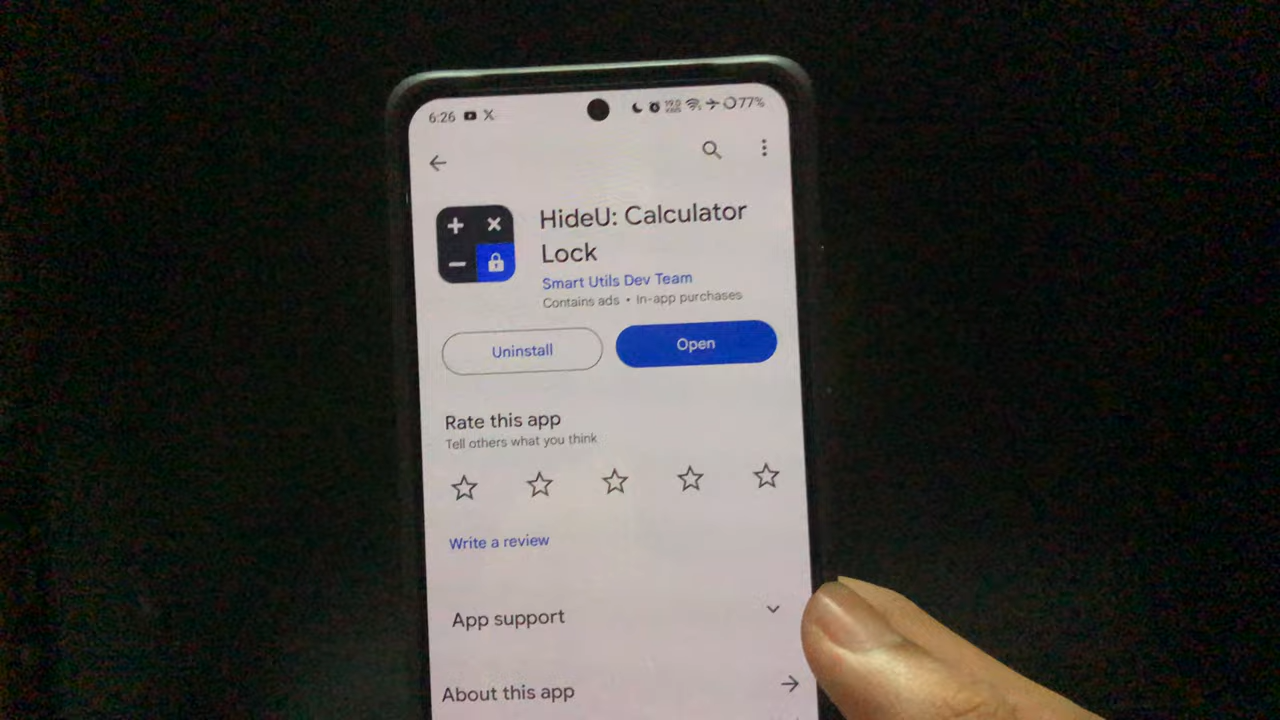 6:26 77%
HideU: Calculator
Lock
Smart Utils Dev Team
Contains ads • In-app purchases
Uninstall
Open
Rate this app
Tell others what you think
Write a review
App support
About this app